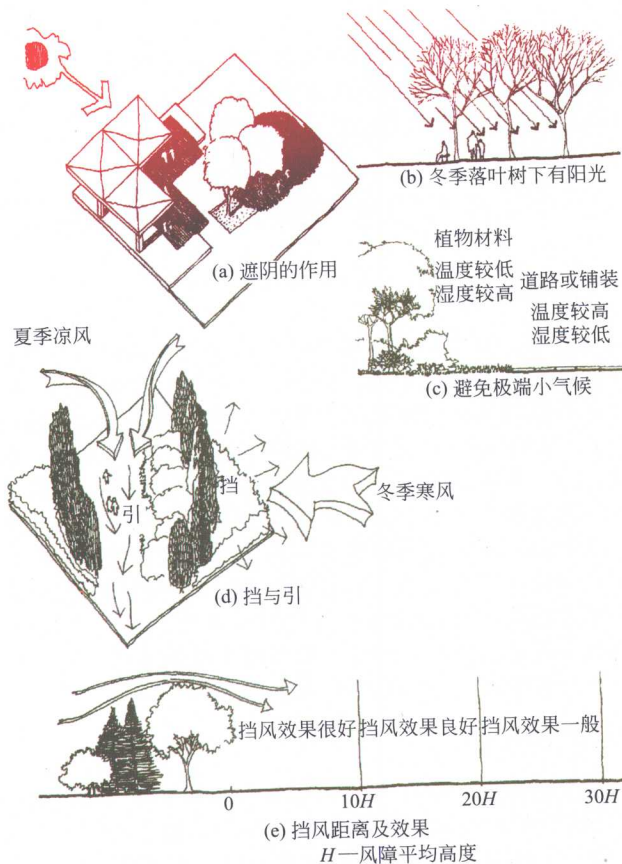 (a) 遮阴的作用
(b) 冬季落叶树下有阳光
植物材料
温度较低
湿度较高
道路或铺装
温度较高
湿度较低
(c) 避免极端小气候
夏季凉风
挡
引
冬季寒风
(d) 挡与引
挡风效果很好 挡风效果良好 挡风效果一般
0 10H 20H 30H
(e) 挡风距离及效果
H—风障平均高度